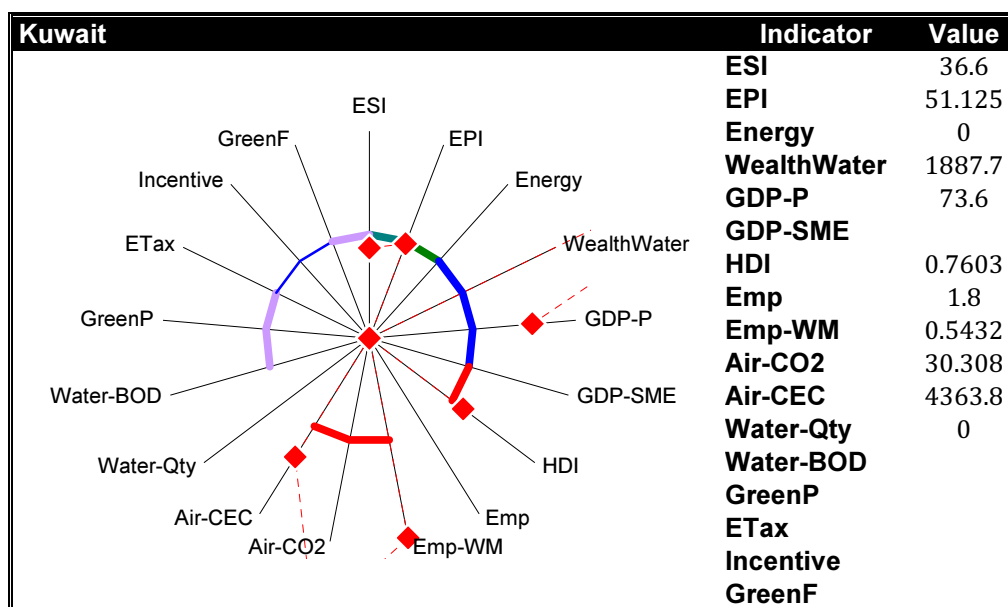 Kuwait Indicator Value
ESI
GreenF EPI
Incentive Energy
ETax WealthWater
GreenP GDP-P
Water-BOD GDP-SME
Water-Qty HDI
Air-CEC Emp
Air-CO2 Emp-WM
ESI 36.6
EPI 51.125
Energy 0
WealthWater 1887.7
GDP-P 73.6
GDP-SME
HDI 0.7603
Emp 1.8
Emp-WM 0.5432
Air-CO2 30.308
Air-CEC 4363.8
Water-Qty 0
Water-BOD
GreenP
ETax
Incentive
GreenF